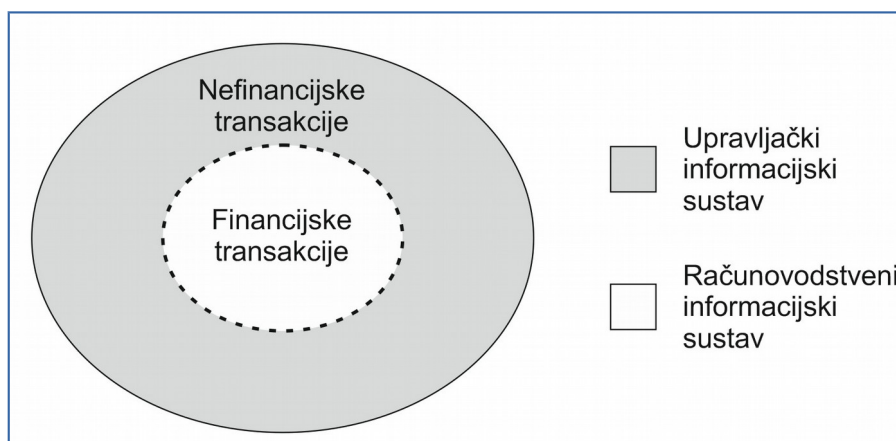 Nefinancijske
transakcije
Financijske
transakcije
Upravljački
informacijski
sustav
Računovodstveni
informacijski
sustav